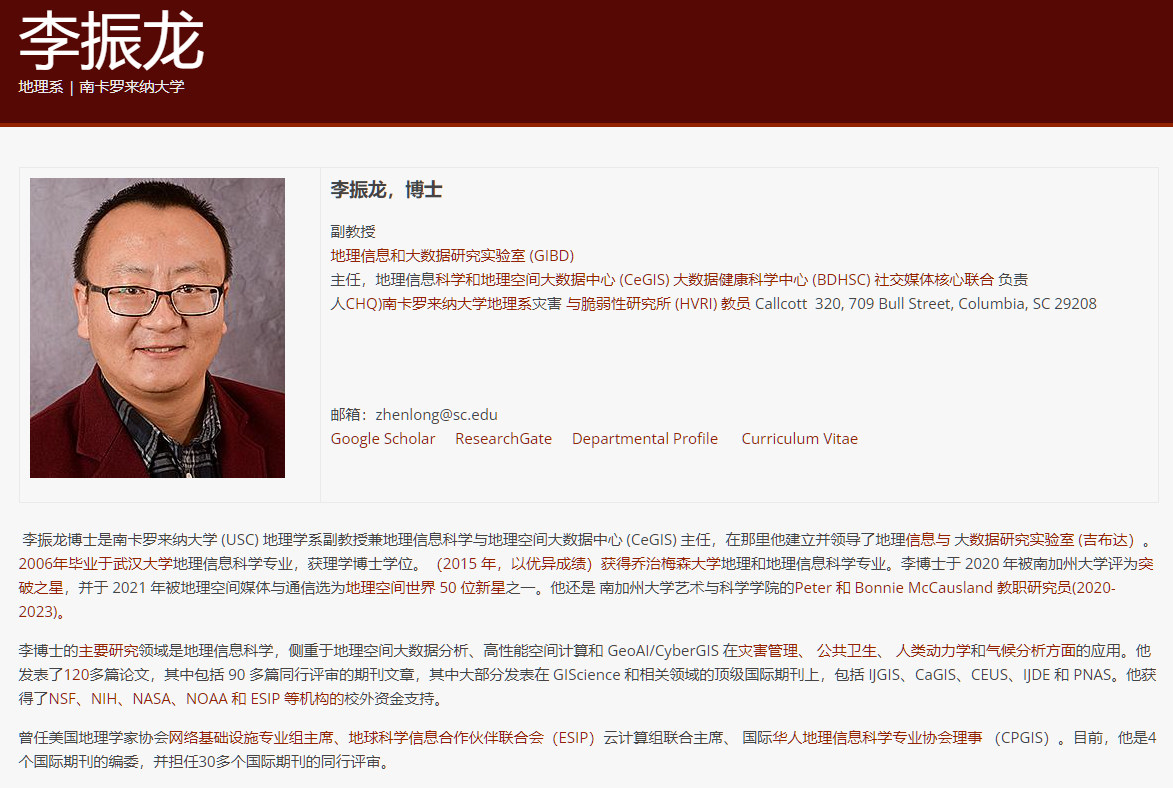 李振龙
地理系 | 南卡罗来纳大学
李振龙，博士
副教授
地理信息和大数据研究实验室 (GIBD)
主任，地理信息科学和地理空间大数据中心 (CeGIS) 大数据健康科学中心 (BDHSC) 社交媒体核心联合 负责
人CHQ)南卡罗来纳大学地理系灾害 与脆弱性研究所 (HVRI) 教员 Callcott 320, 709 Bull Street, Columbia, SC 29208
邮箱：zhenlong@sc.edu
Google Scholar ResearchGate Departmental Profile Curriculum Vitae
李振龙博士是南卡罗来纳大学 (USC) 地理学系副教授兼地理信息科学与地理空间大数据中心 (CeGIS) 主任，在那里他建立并领导了地理信息与 大数据研究实验室 (吉布达）。
2006年毕业于武汉大学地理信息科学专业，获理学博士学位。（2015 年，以优异成绩）获得乔治梅森大学地理和地理信息科学专业。李博士于 2020 年被南加州大学评为突
破之星，并于 2021 年被地理空间媒体与通信选为地理空间世界 50 位新星之一。他还是 南加州大学艺术与科学学院的Peter 和 Bonnie McCausland 教职研究员(2020-
2023)。
李博士的主要研究领域是地理信息科学，侧重于地理空间大数据分析、高性能空间计算和 GeoAI/CyberGIS 在灾害管理、 公共卫生、 人类动力学和气候分析方面的应用。他
发表了120多篇论文，其中包括 90 多篇同行评审的期刊文章，其中大部分发表在 GIScience 和相关领域的顶级国际期刊上，包括 IJGIS、CaGIS、CEUS、IJDE 和 PNAS。他获
得了NSF、NIH、NASA、NOAA 和 ESIP 等机构的校外资金支持。
曾任美国地理学家协会网络基础设施专业组主席、地球科学信息合作伙伴联合会（ESIP）云计算组联合主席、 国际华人地理信息科学专业协会理事 （CPGIS）。目前，他是4
个国际期刊的编委，并担任30多个国际期刊的同行评审。